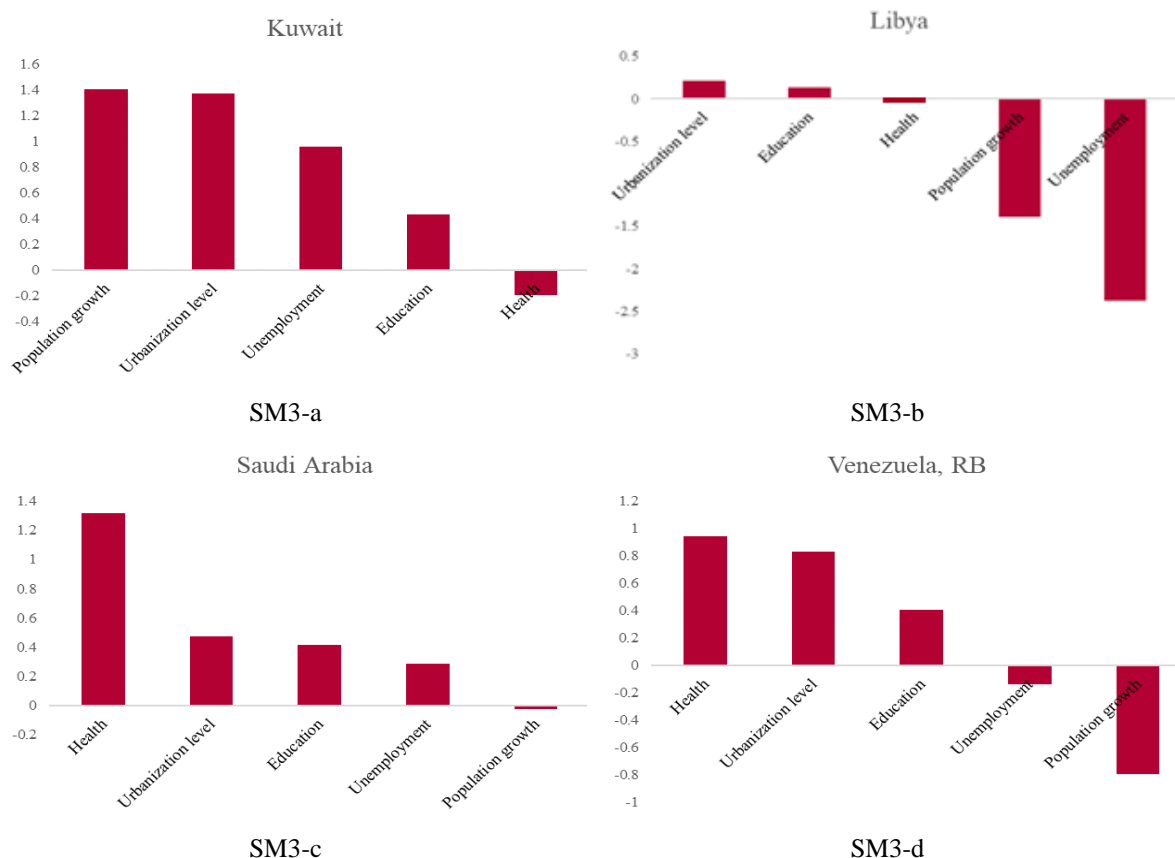 Kuwait
1.6
1.4
1.2
1
0.8
0.6
0.4
0.2
0
-0.2
-0.4
Population growth
Urbanization level
Unemployment
Education
Health
SM3-a
Libya
0.5
0
-0.5
-1
-1.5
-2
-2.5
-3
Urbanization level
Education
Health
Population growth
Unemployment
SM3-b
Saudi Arabia
1.4
1.2
1
0.8
0.6
0.4
0.2
0
-0.2
Health
Urbanization level
Education
Unemployment
Population growth
SM3-c
Venezuela, RB
1.2
1
0.8
0.6
0.4
0.2
0
-0.2
-0.4
-0.6
-0.8
-1
Health
Urbanization level
Education
Unemployment
Population growth
SM3-d